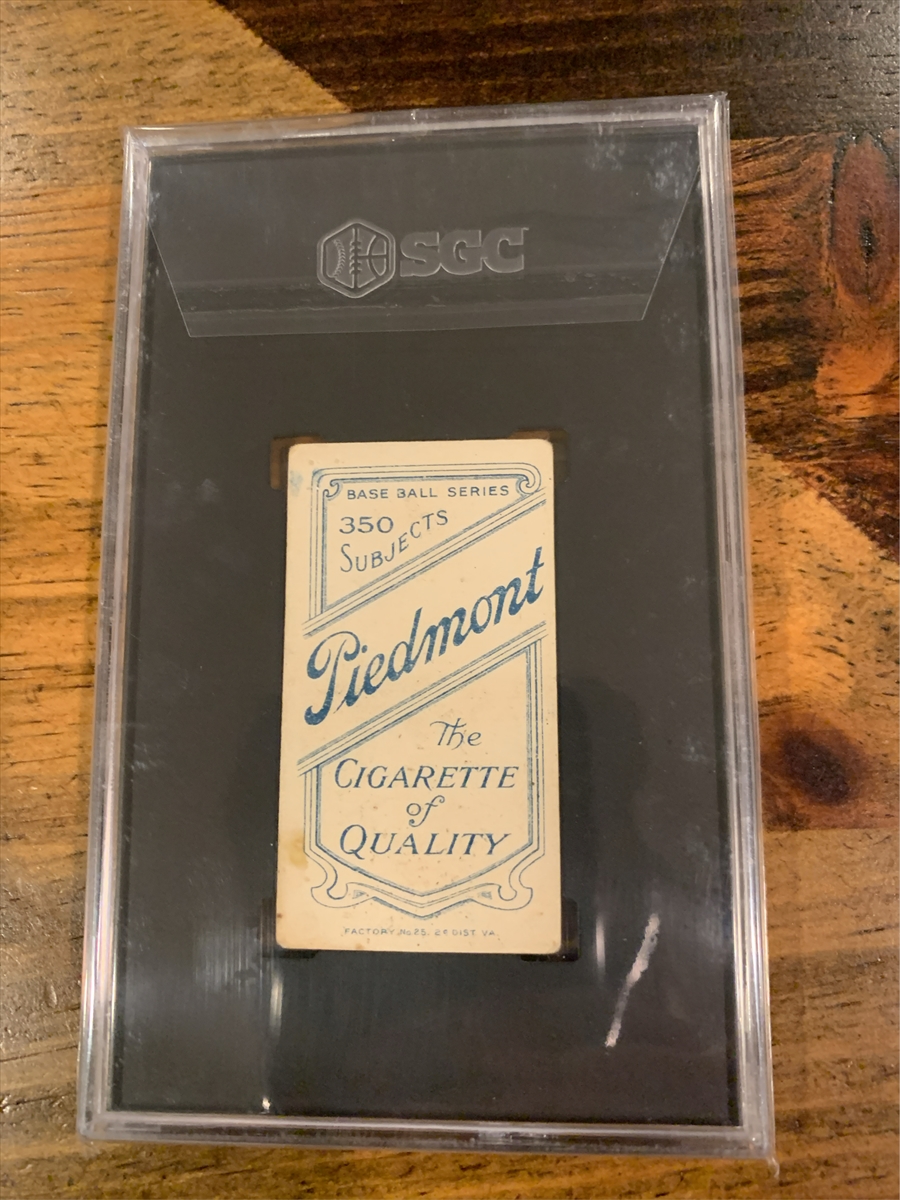 SGC
BASE BALL SERIES
350
SUBJECTS
Piedmont
The
CIGARETTE
of
QUALITY
FACTORY No 25. 2D DIST VA.